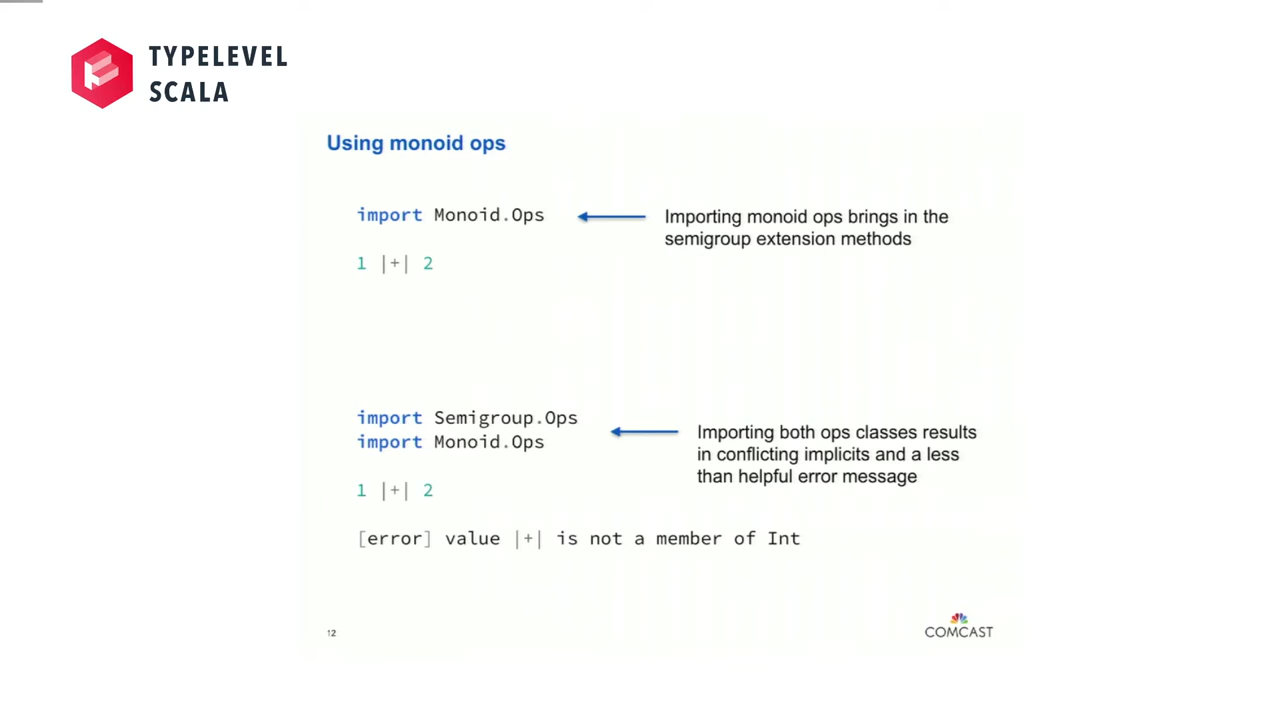 TYPELEVEL
SCALA
Using monoid ops
import Monoid.Ops
Importing monoid ops brings in the
semigroup extension methods
1 |+| 2
import Semigroup.Ops
import Monoid.Ops
Importing both ops classes results
in conflicting implicits and a less
than helpful error message
1 |+| 2
[error] value |+| is not a member of Int
12
COMCAST